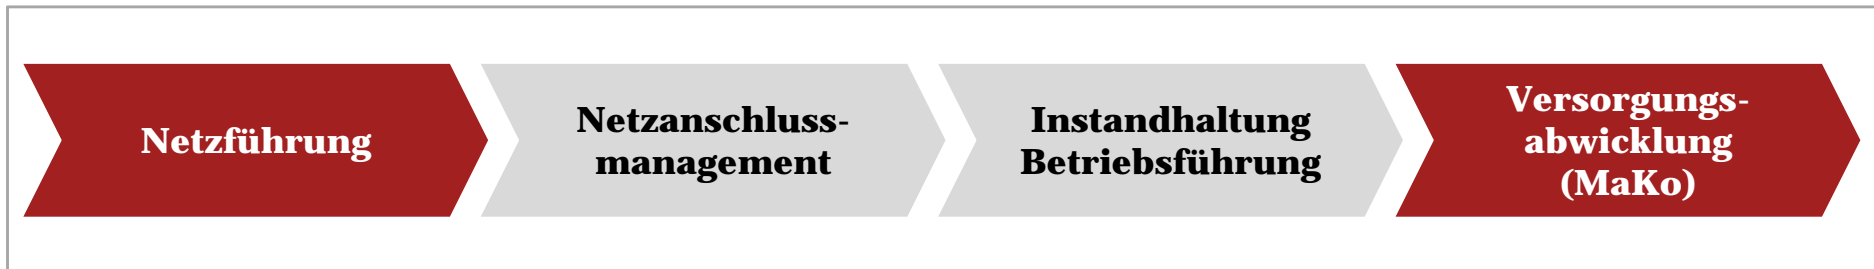 Netzführung
Netzanschluss-
management
Instandhaltung
Betriebsführung
Versorgungs-
abwicklung
(MaKo)